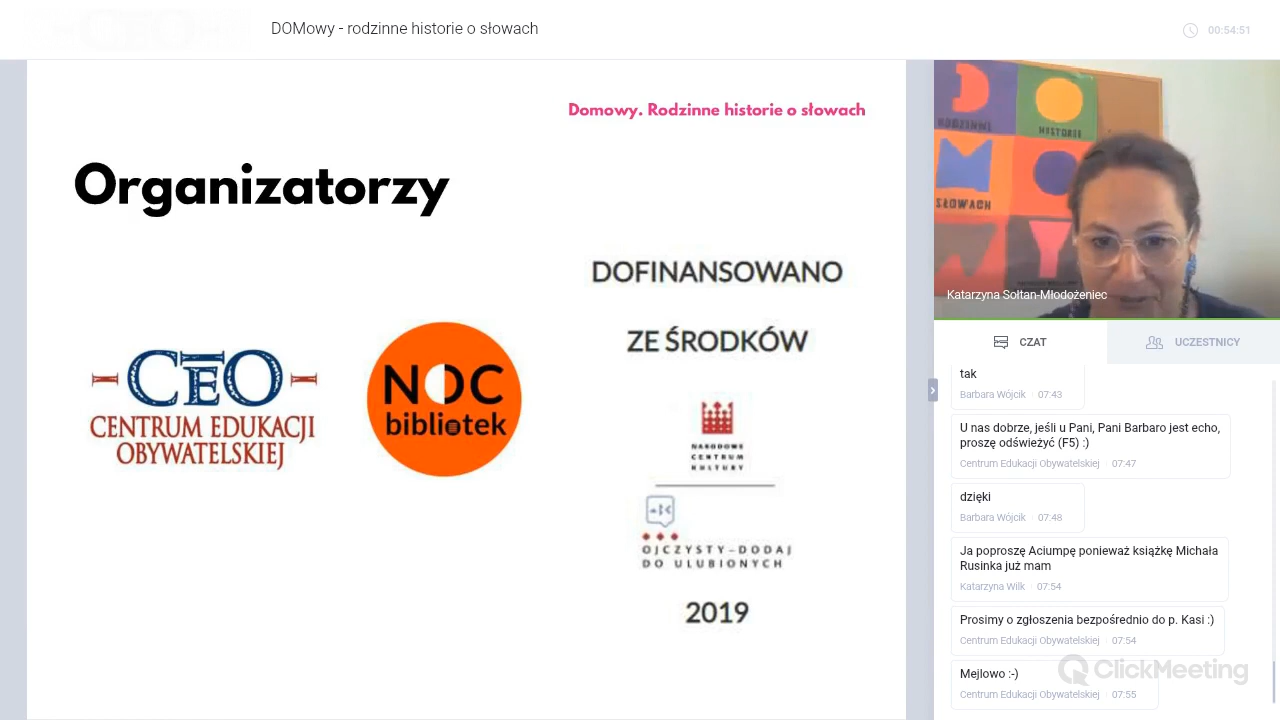 DOMowy - rodzinne historie o słowach
00:54:51
Domowy. Rodzinne historie o słowach
Organizatorzy
CEO
CENTRUM EDUKACJI
OBYWATELSKIEJ
NOC
bibliotek
DOFINANSOWANO
ZE ŚRODKÓW
NARODOWE
CENTRUM
KULTURY
OJCZYSTY–DODAJ
DO ULUBIONYCH
2019
RODZINNE
HISTORIE
SŁOWACH
Katarzyna Sołtan-Młodożeniec
CZAT
UCZESTNICY
tak
Barbara Wójcik 07:43
U nas dobrze, jeśli u Pani, Pani Barbaro jest echo,
proszę odświeżyć (F5) :)
Centrum Edukacji Obywatelskiej 07:47
dzięki
Barbara Wójcik 07:48
Ja poproszę Aciumpę ponieważ książkę Michała
Rusinka już mam
Katarzyna Wilk 07:54
Prosimy o zgłoszenia bezpośrednio do p. Kasi :)
Centrum Edukacji Obywatelskiej 07:54
Mejlowo :-)
Centrum Edukacji Obywatelskiej 07:55
ClickMeeting